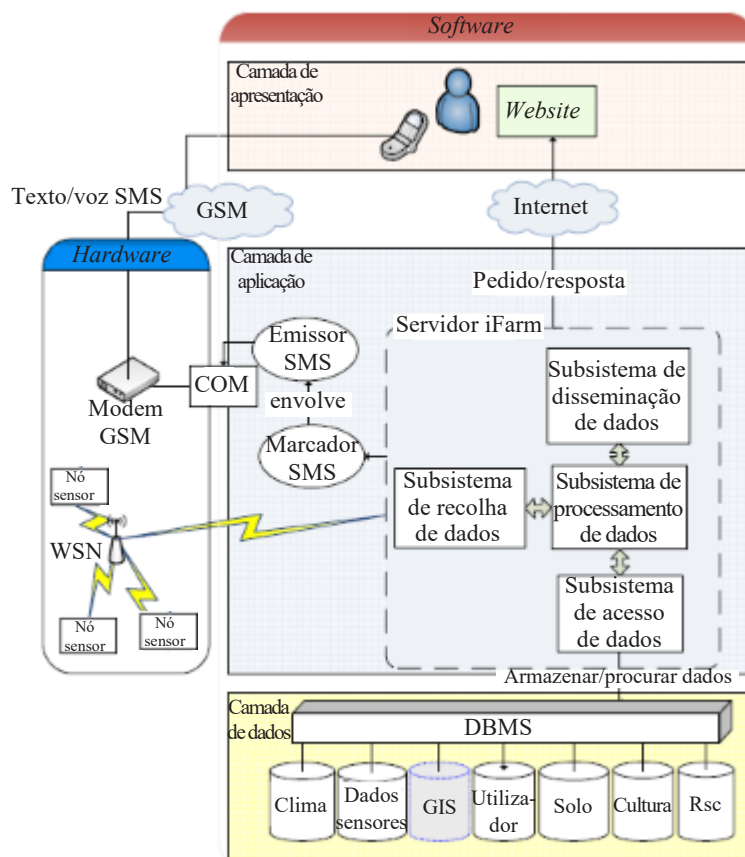 Software
Camada de
apresentação
Website
Texto/voz SMS
GSM
Internet
Hardware
Camada de
aplicação
Pedido/resposta
Servidor iFarm
Emissor
SMS
COM
Modem
GSM
envolve
Marcador
SMS
Subsistema de
disseminação
de dados
Subsistema
de recolha
de dados
Subsistema de
processamento
de dados
Subsistema
de acesso
de dados
Nó
sensor
WSN
Nó
sensor
Nó
sensor
Armazenar/procurar dados
Camada
de dados
DBMS
Clima
Dados
sensores
GIS
Utiliza-
dor
Solo
Cultura
Rsc